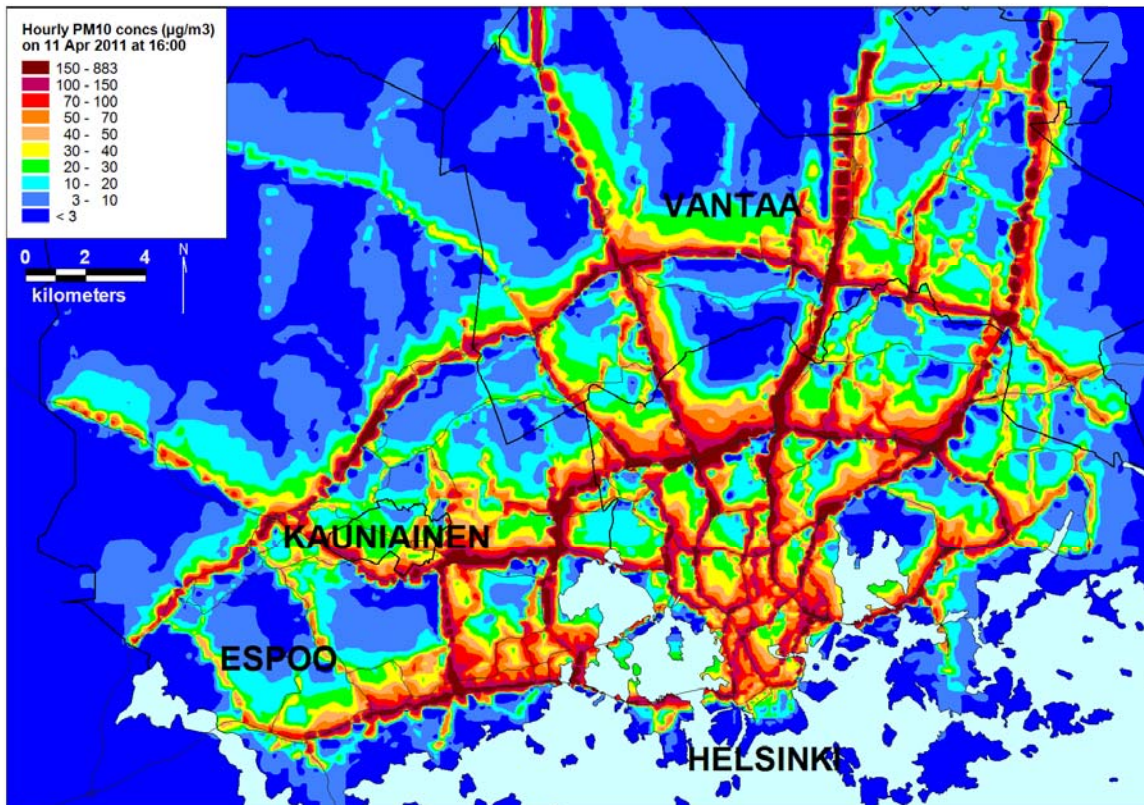 Hourly PM10 concs (µg/m3)
on 11 Apr 2011 at 16:00
150 - 883
100 - 150
70 - 100
50 - 70
40 - 50
30 - 40
20 - 30
10 - 20
3 - 10
< 3
0 2 4
kilometers
N
VANTAA
KAUNIAINEN
ESPOO
HELSINKI